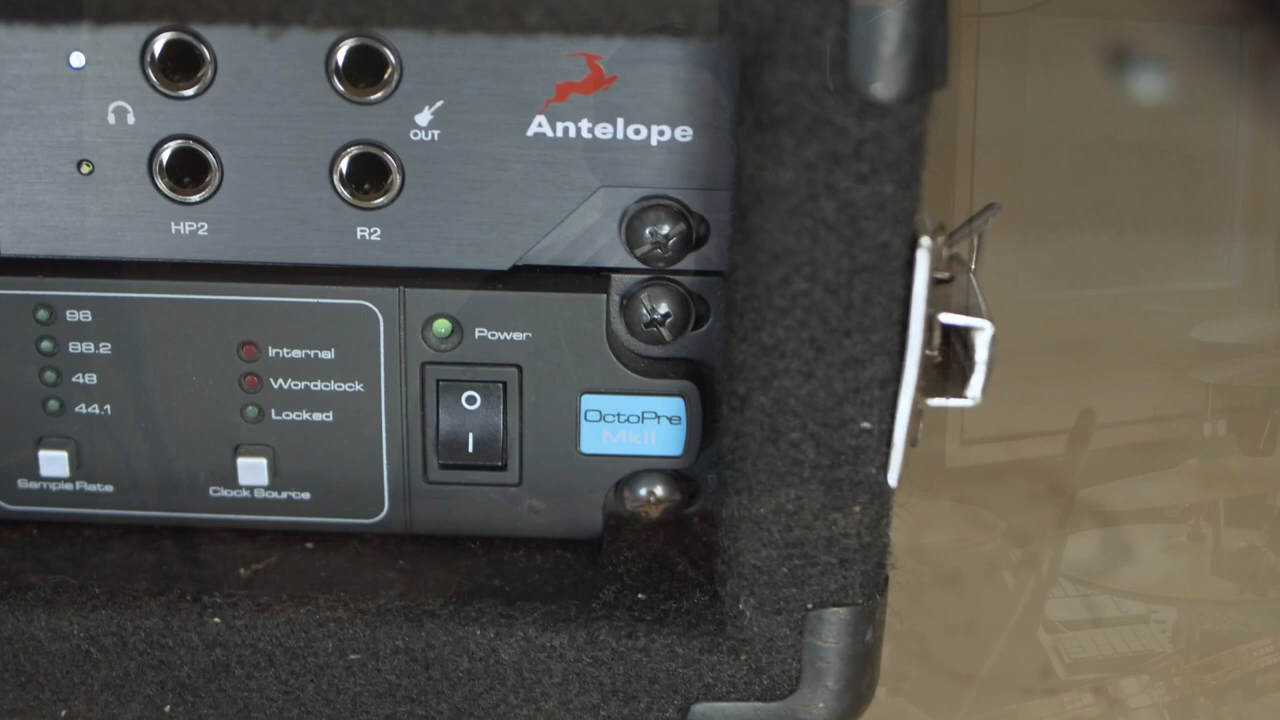 OUT
Antelope
HP2
R2
96
88.2
48
44.1
Sample Rate
Internal
Wordclock
Locked
Clock Source
Power
O
I
OctoPre
MkII